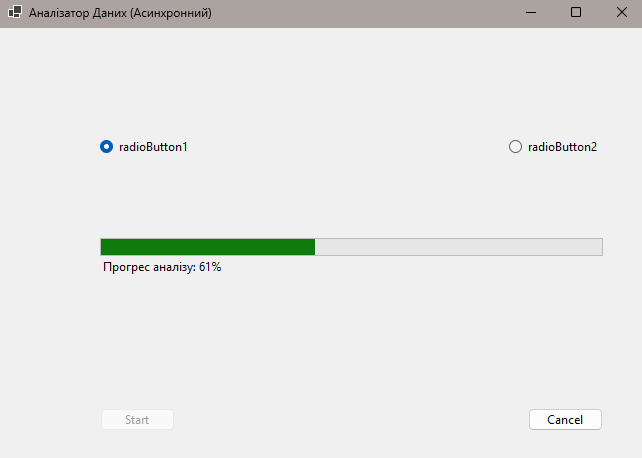 Аналізатор Даних (Асинхронний)
radioButton1 radioButton2
Прогрес аналізу: 61%
Start Cancel